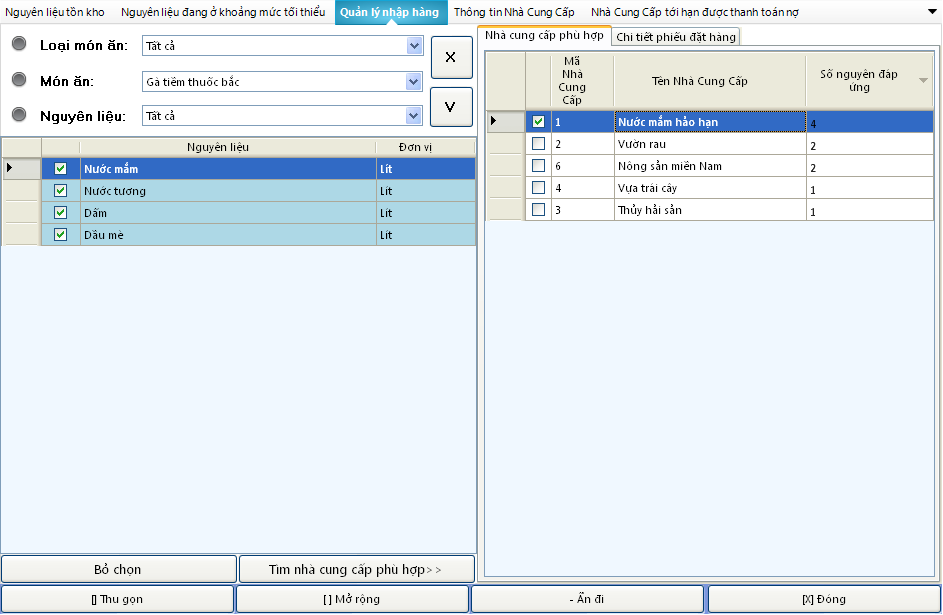 Nguyên liệu tồn kho Nguyên liệu đang ở khoảng mức tối thiểu Quản lý nhập hàng Thông tin Nhà Cung Cấp Nhà Cung Cấp tới hạn được thanh toán nợ
Loại món ăn: Tất cả
X
Món ăn: Gà tiềm thuốc bắc
V
Nguyên liệu: Tất cả
Nguyên liệu Đơn vị
Nước mắm Lít
Nước tương Lít
Dấm Lít
Dầu mè Lít
Bỏ chọn Tìm nhà cung cấp phù hợp>>
Nhà cung cấp phù hợp Chi tiết phiếu đặt hàng
Mã
Nhà
Cung
Cấp
Tên Nhà Cung Cấp
Số nguyên đáp
ứng
1 Nước mắm hảo hạn 4
2 Vườn rau 2
6 Nông sản miền Nam 2
4 Vựa trái cây 1
3 Thủy hải sản 1
[] Thu gọn [ ] Mở rộng - Ẩn đi [X] Đóng